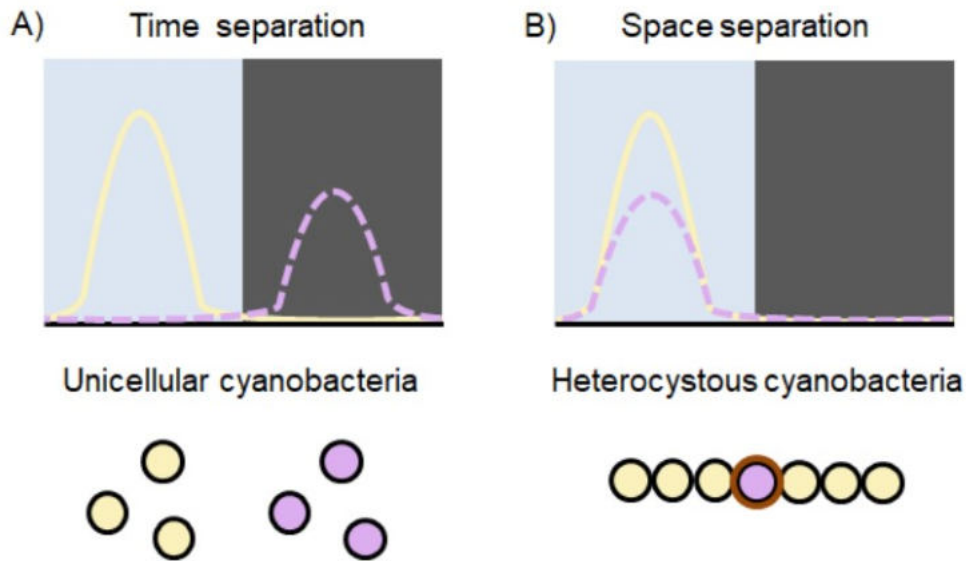 A) Time separation
B) Space separation
Unicellular cyanobacteria
Heterocystous cyanobacteria